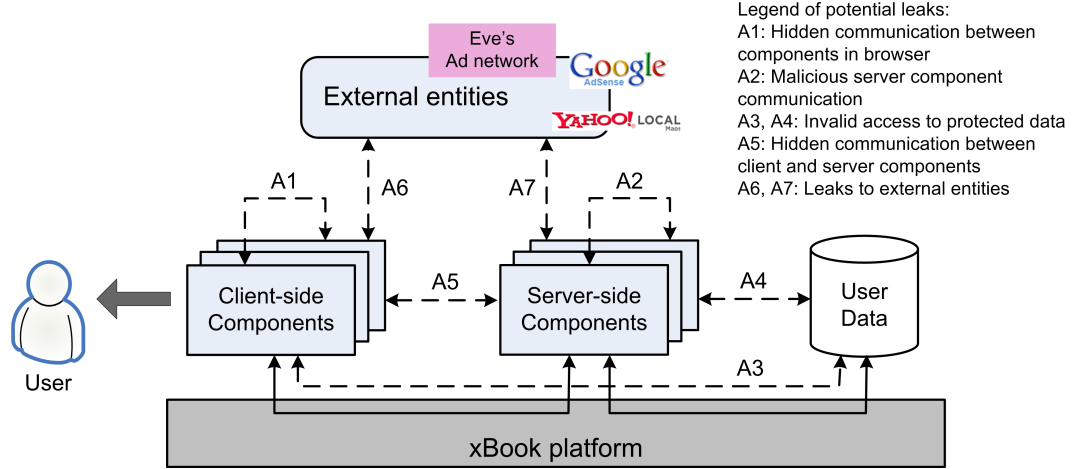 Eve's
Ad network
Google
AdSense
External entities
YAHOO! LOCAL
Maps
Legend of potential leaks:
A1: Hidden communication between
components in browser
A2: Malicious server component
communication
A3, A4: Invalid access to protected data
A5: Hidden communication between
client and server components
A6, A7: Leaks to external entities
A1
A6
A7
A2
Client-side
Components
A5
Server-side
Components
A4
User
Data
User
A3
xBook platform